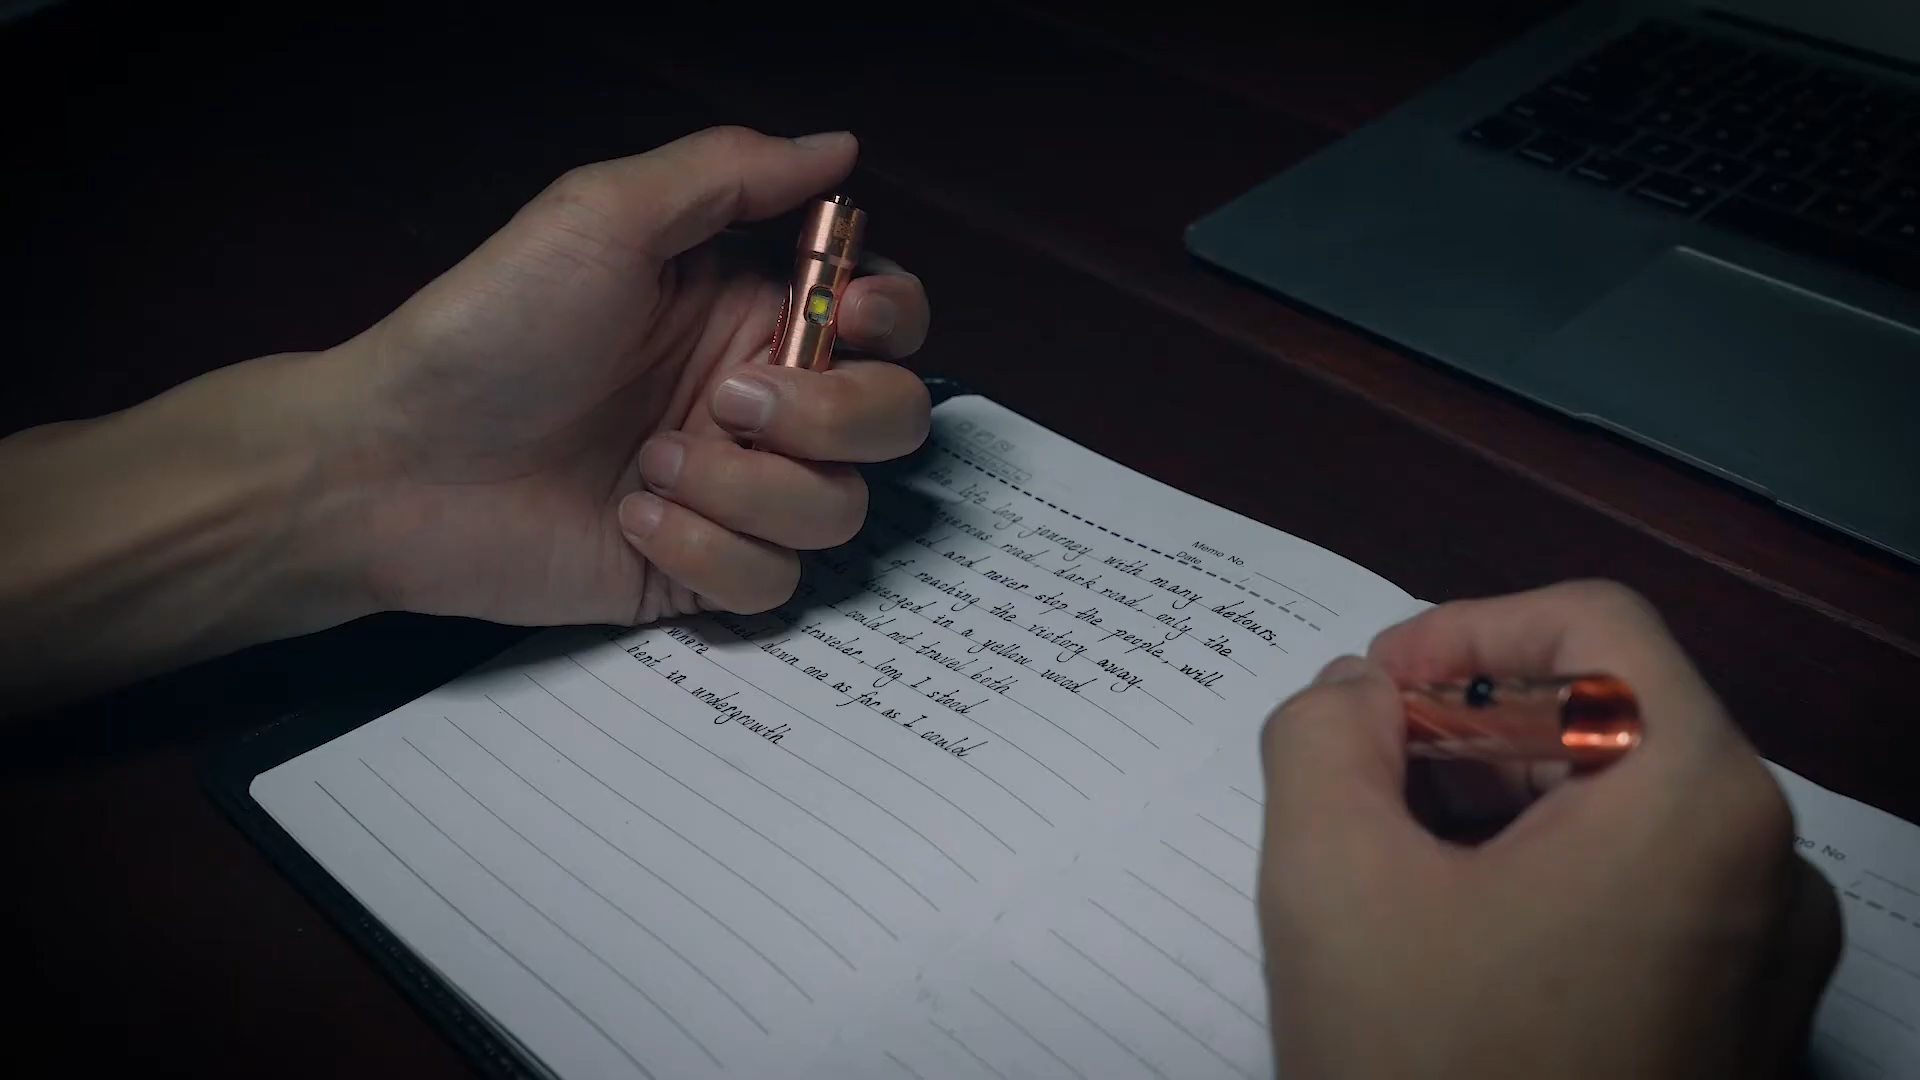 Memo No.
Date
the life long journey with many detours,
road, dark road, only the
and never stop the people, will
of reaching the victory away.
diverged in a yellow wood
I could not travel both
traveler, long I stood
down one as far as I could
where
bent in undergrowth
No.